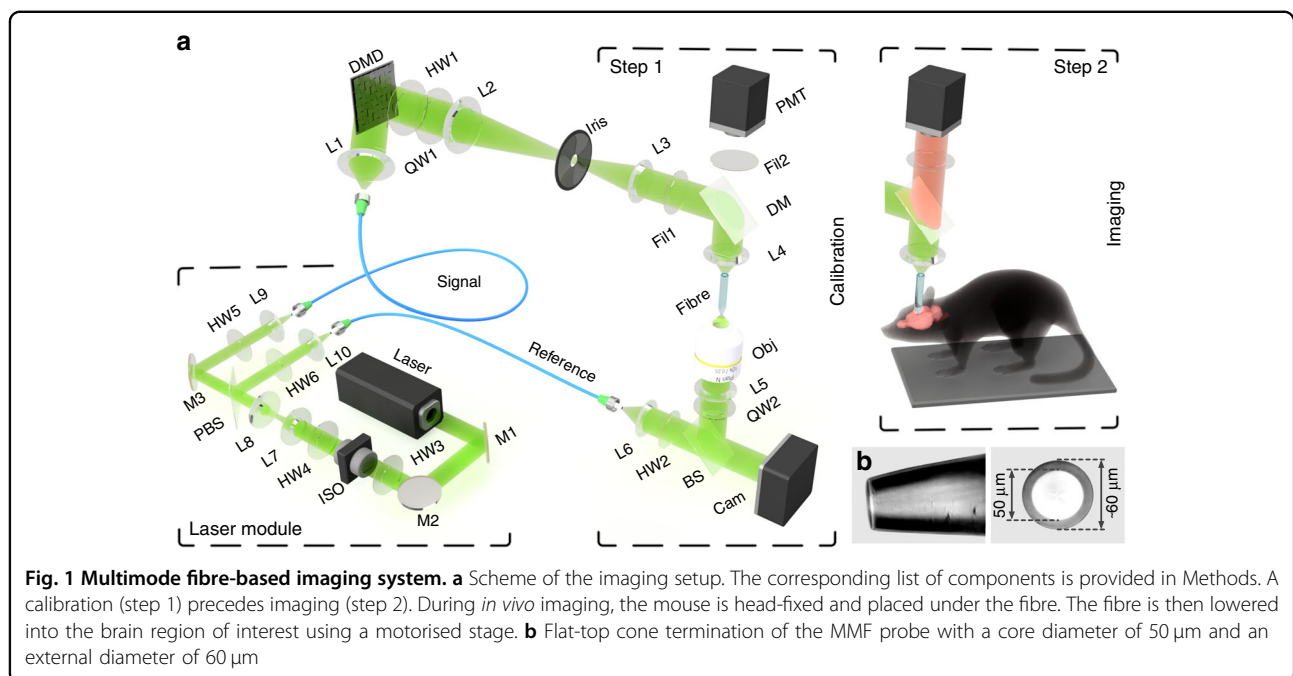 a
Step 1
Step 2
DMD
HW1
L2
PMT
Iris
L1
QW1
L3
Fil2
DM
Fil1
L4
Calibration
Imaging
Signal
Fibre
L9
HW5
Obj
Plan N
L10
Laser
Reference
HW6
L5
QW2
M3
PBS
L8
L7
HW4
ISO
HW3
M1
M2
L6
HW2
BS
Cam
Laser module
b
50 µm
~60 µm
Fig. 1 Multimode fibre-based imaging system. a Scheme of the imaging setup. The corresponding list of components is provided in Methods. A
calibration (step 1) precedes imaging (step 2). During in vivo imaging, the mouse is head-fixed and placed under the fibre. The fibre is then lowered
into the brain region of interest using a motorised stage. b Flat-top cone termination of the MMF probe with a core diameter of 50 µm and an
external diameter of 60 µm